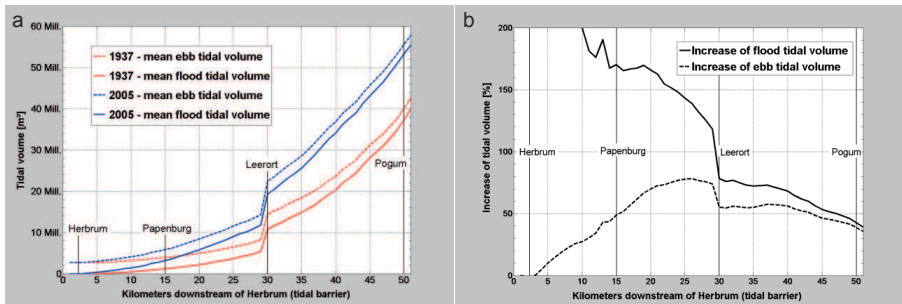 a
60 Mill.
50 Mill.
40 Mill.
30 Mill.
20 Mill.
10 Mill.
0
Tidal voume [m³]
1937 - mean ebb tidal volume
1937 - mean flood tidal volume
2005 - mean ebb tidal volume
2005 - mean flood tidal volume
Leerort
Pogum
Herbrum
Papenburg
0 5 10 15 20 25 30 35 40 45 50
Kilometers downstream of Herbrum (tidal barrier)
b
200
150
100
50
0
Increase of tidal volume [%]
Increase of flood tidal volume
Increase of ebb tidal volume
Herbrum
Papenburg
Leerort
Pogum
0 5 10 15 20 25 30 35 40 45 50
Kilometers downstream of Herbrum (tidal barrier)